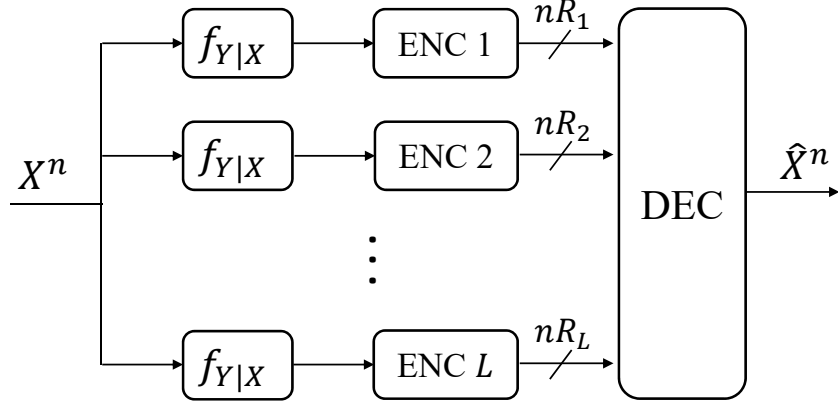 X^n
f_{Y|X}
ENC 1
nR_1
f_{Y|X}
ENC 2
nR_2
⋮
f_{Y|X}
ENC L
nR_L
DEC
X̂^n